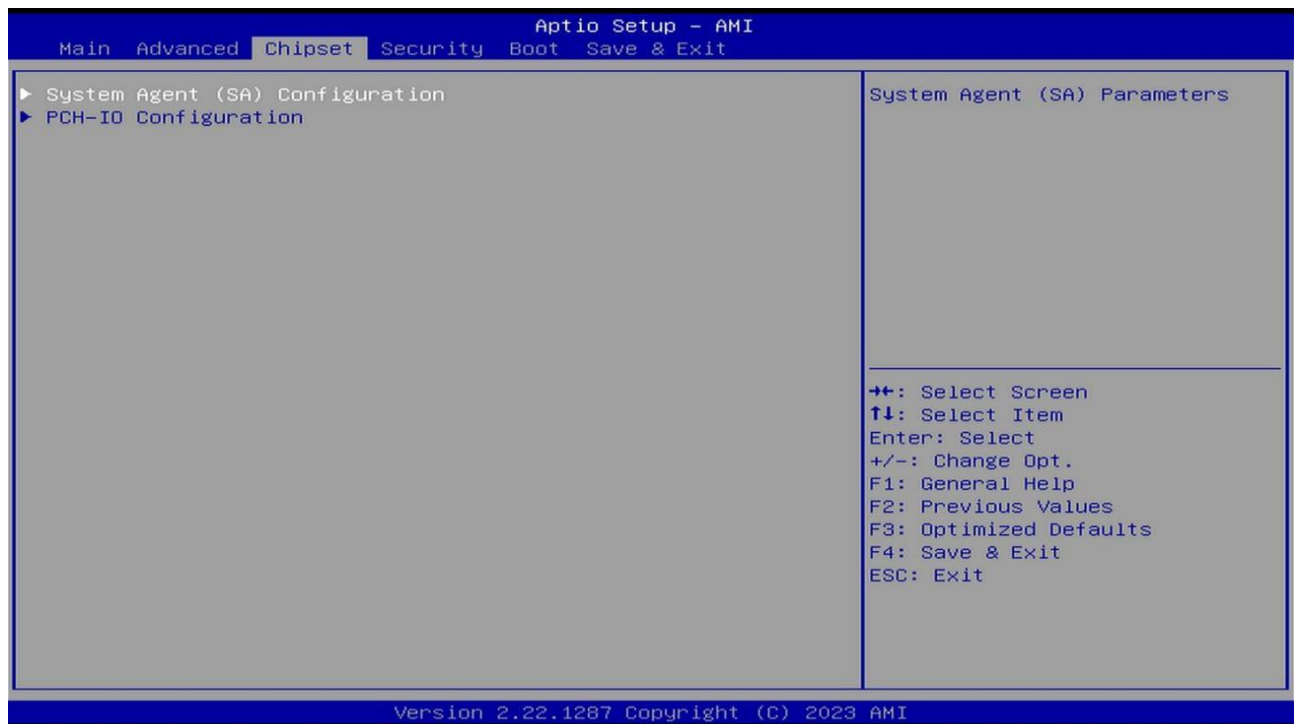 Aptio Setup – AMI
Main Advanced Chipset Security Boot Save & Exit
▶ System Agent (SA) Configuration
▶ PCH-IO Configuration
System Agent (SA) Parameters
→←: Select Screen
↑↓: Select Item
Enter: Select
+/-: Change Opt.
F1: General Help
F2: Previous Values
F3: Optimized Defaults
F4: Save & Exit
ESC: Exit
Version 2.22.1287 Copyright (C) 2023 AMI